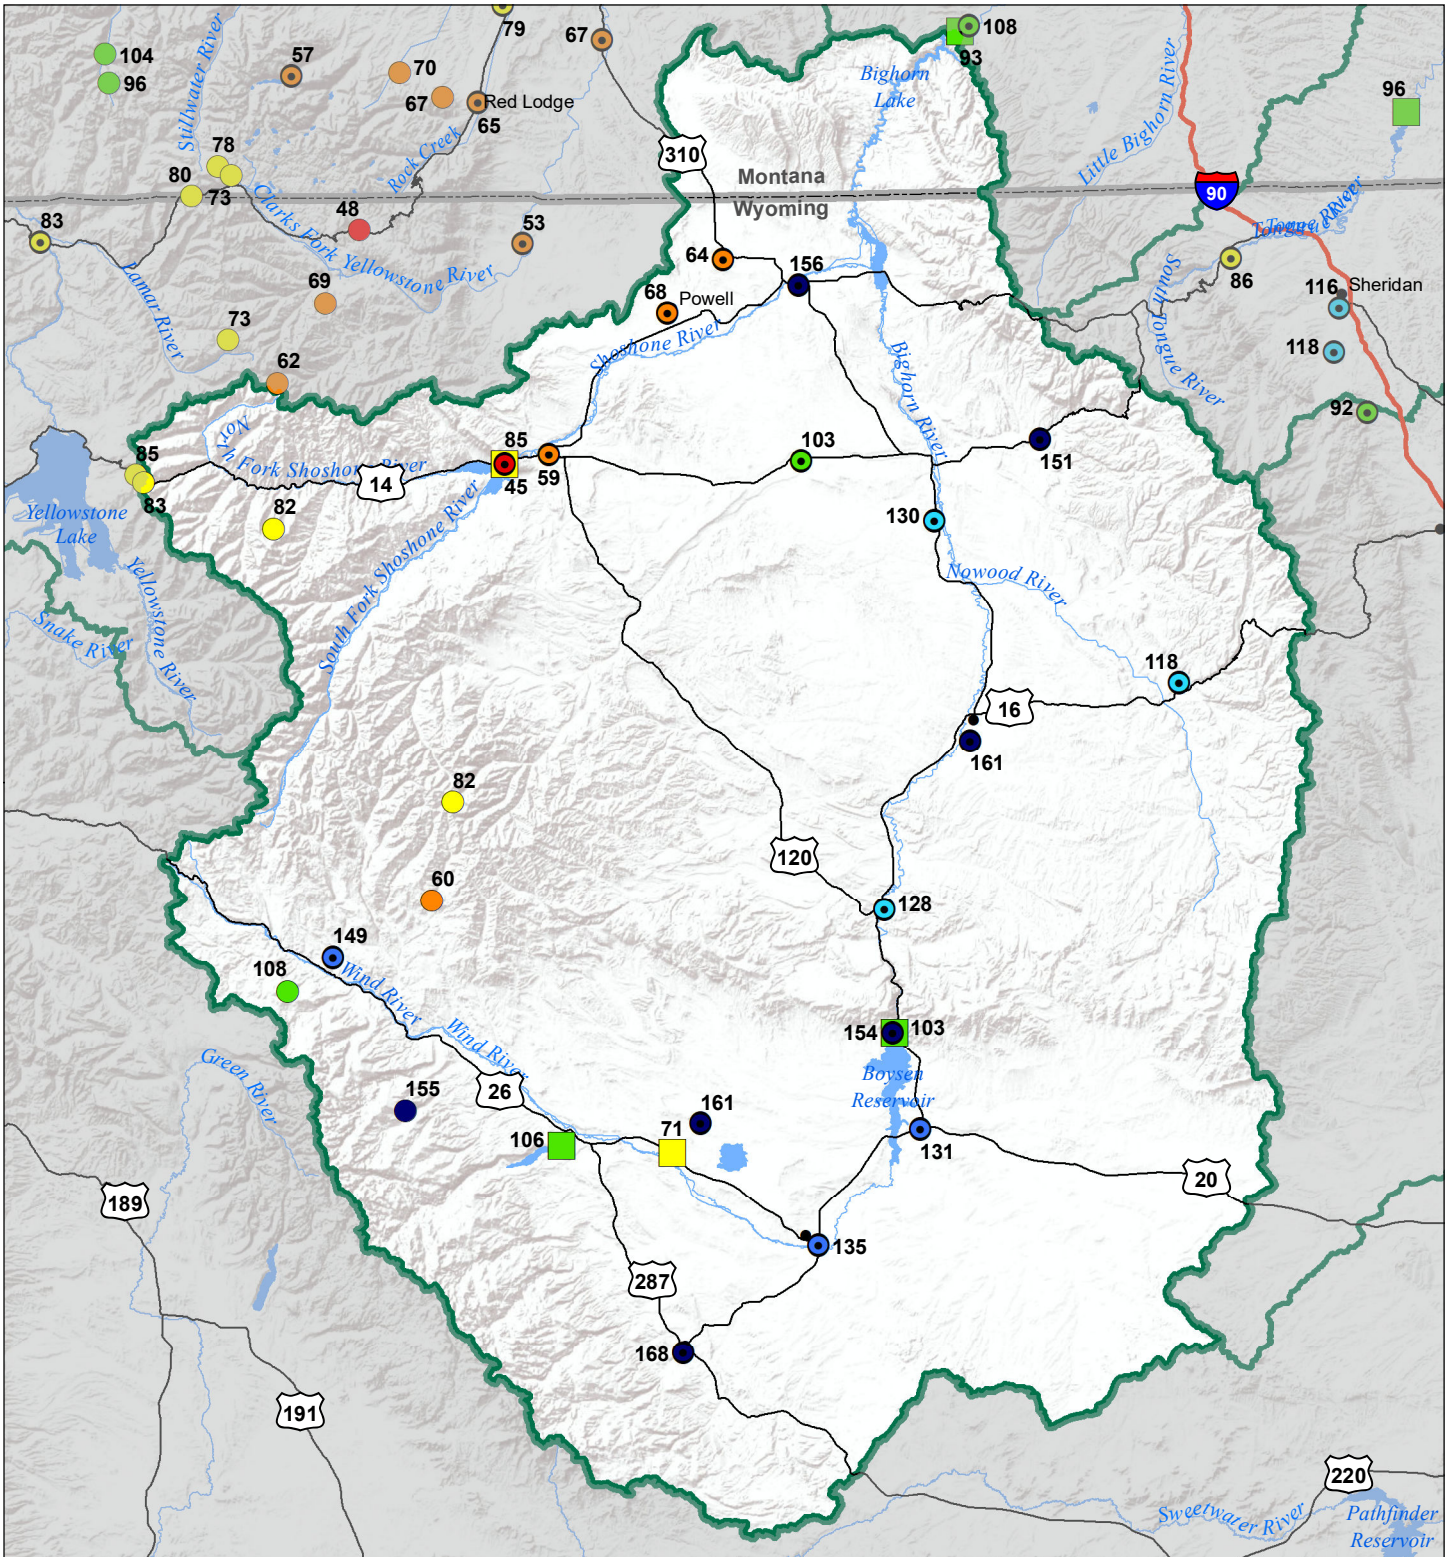 79
67
108
93
104
96
57
70
67
Red Lodge
65
Stillwater River
Bighorn
Lake
Little Bighorn River
96
310
78
80
73
Rock Creek
Montana
Wyoming
90
Tongue River
Tongue River
83
48
53
Clarks Fork Yellowstone River
Lamar River
64
156
86
South Tongue River
116
Sheridan
69
68
Powell
73
Shoshone River
Bighorn River
118
62
92
North Fork Shoshone River
85
83
14
85
45
59
103
151
Yellowstone
Lake
82
130
South Fork Shoshone River
Yellowstone River
Snake River
Nowood River
118
16
161
82
120
60
128
149
108
Wind River
Wind River
154
103
Boysen
Reservoir
Green River
155
26
161
106
71
131
20
189
135
287
168
191
220
Sweetwater River
Pathfinder
Reservoir